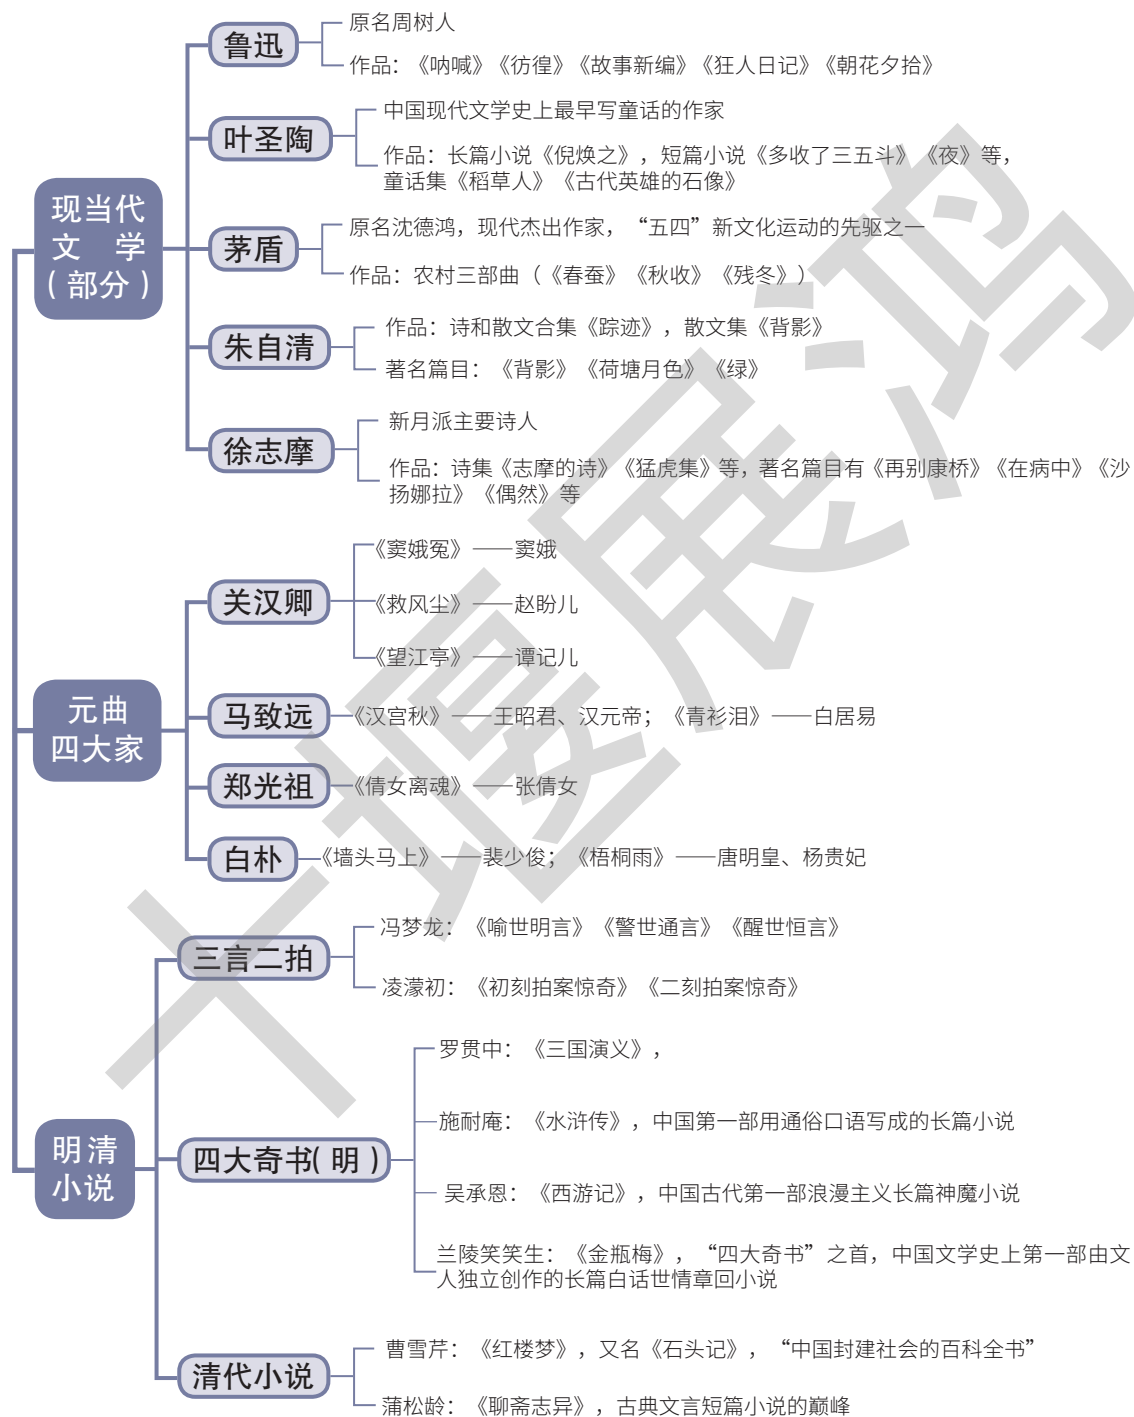 现当代
文 学
(部分)
鲁迅
原名周树人
作品：《呐喊》《彷徨》《故事新编》《狂人日记》《朝花夕拾》
叶圣陶
中国现代文学史上最早写童话的作家
作品：长篇小说《倪焕之》，短篇小说《多收了三五斗》《夜》等，
童话集《稻草人》《古代英雄的石像》
茅盾
原名沈德鸿，现代杰出作家，“五四”新文化运动的先驱之一
作品：农村三部曲（《春蚕》《秋收》《残冬》）
朱自清
作品：诗和散文合集《踪迹》，散文集《背影》
著名篇目：《背影》《荷塘月色》《绿》
徐志摩
新月派主要诗人
作品：诗集《志摩的诗》《猛虎集》等，著名篇目有《再别康桥》《在病中》《沙
扬娜拉》《偶然》等
元曲
四大家
关汉卿
《窦娥冤》——窦娥
《救风尘》——赵盼儿
《望江亭》——谭记儿
马致远
《汉宫秋》——王昭君、汉元帝；《青衫泪》——白居易
郑光祖
《倩女离魂》——张倩女
白朴
《墙头马上》——裴少俊；《梧桐雨》——唐明皇、杨贵妃
明清
小说
三言二拍
冯梦龙：《喻世明言》《警世通言》《醒世恒言》
凌濛初：《初刻拍案惊奇》《二刻拍案惊奇》
四大奇书(明)
罗贯中：《三国演义》，
施耐庵：《水浒传》，中国第一部用通俗口语写成的长篇小说
吴承恩：《西游记》，中国古代第一部浪漫主义长篇神魔小说
兰陵笑笑生：《金瓶梅》，“四大奇书”之首，中国文学史上第一部由文
人独立创作的长篇白话世情章回小说
清代小说
曹雪芹：《红楼梦》，又名《石头记》，“中国封建社会的百科全书”
蒲松龄：《聊斋志异》，古典文言短篇小说的巅峰
十堰展鸿